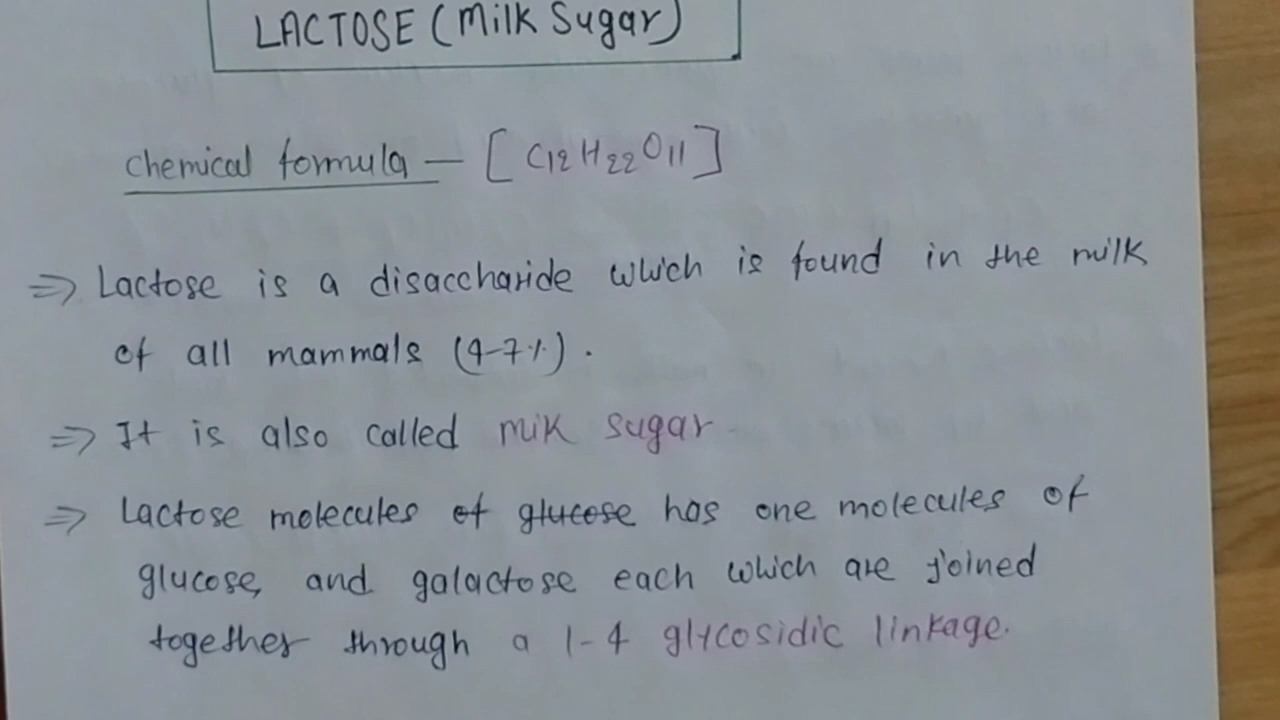 LACTOSE (Milk Sugar)
chemical formula — [C12H22O11]
⇒ Lactose is a disaccharide which is found in the milk
of all mammals (4-7%).
⇒ It is also called milk sugar
⇒ Lactose molecules of glucose has one molecules of
glucose, and galactose each which are joined
together through a 1-4 glycosidic linkage.